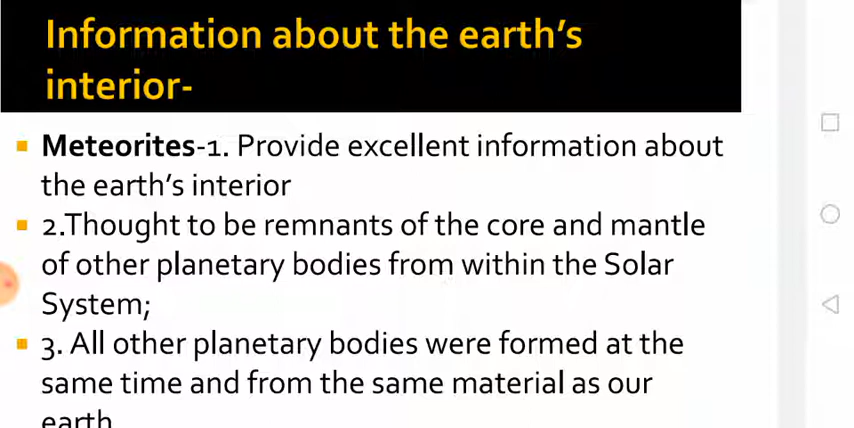 Information about the earth's
interior-
Meteorites-1. Provide excellent information about
the earth's interior
2.Thought to be remnants of the core and mantle
of other planetary bodies from within the Solar
System;
3. All other planetary bodies were formed at the
same time and from the same material as our
earth